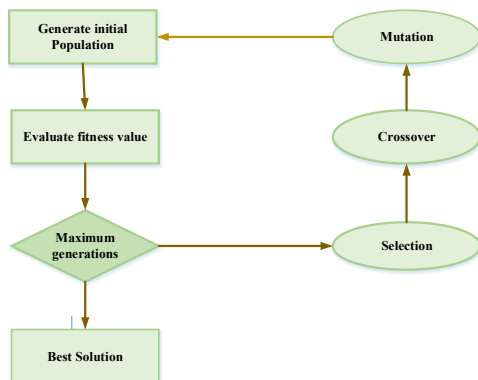 Generate initial
Population
Mutation
Evaluate fitness value
Crossover
Maximum
generations
Selection
Best Solution